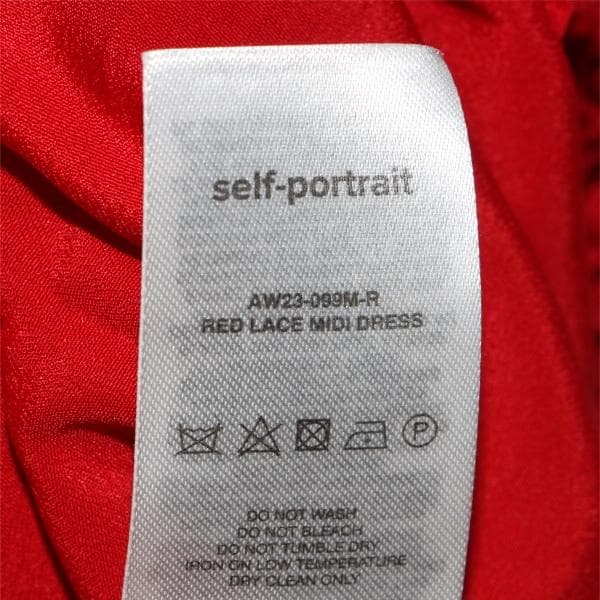 self-portrait
AW23-099M-R
RED LACE MIDI DRESS
P
DO NOT WASH
DO NOT BLEACH
DO NOT TUMBLE DRY
IRON ON LOW TEMPERATURE
DRY CLEAN ONLY